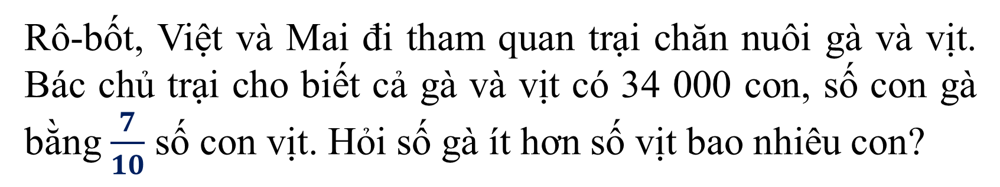 Rô-bốt, Việt và Mai đi tham quan trại chăn nuôi gà và vịt.
Bác chủ trại cho biết cả gà và vịt có 34 000 con, số con gà
bằng 7/10 số con vịt. Hỏi số gà ít hơn số vịt bao nhiêu con?